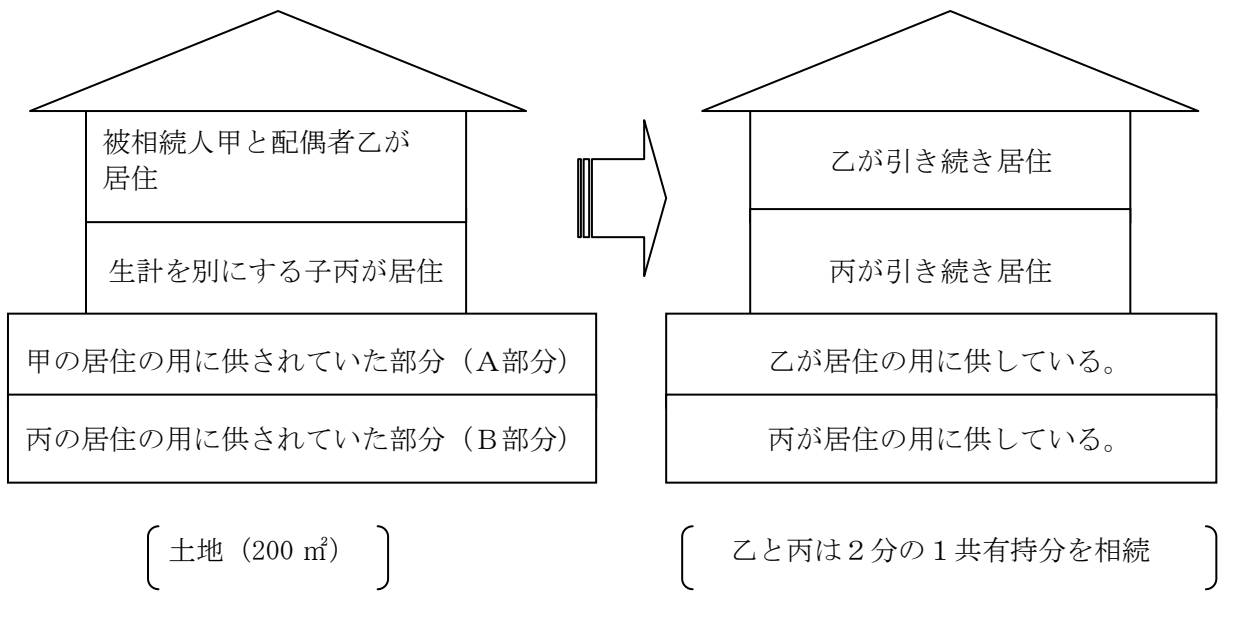 被相続人甲と配偶者乙が
居住
生計を別にする子丙が居住
甲の居住の用に供されていた部分（Ａ部分）
丙の居住の用に供されていた部分（Ｂ部分）
土地（200 ㎡）
乙が引き続き居住
丙が引き続き居住
乙が居住の用に供している。
丙が居住の用に供している。
乙と丙は２分の１共有持分を相続